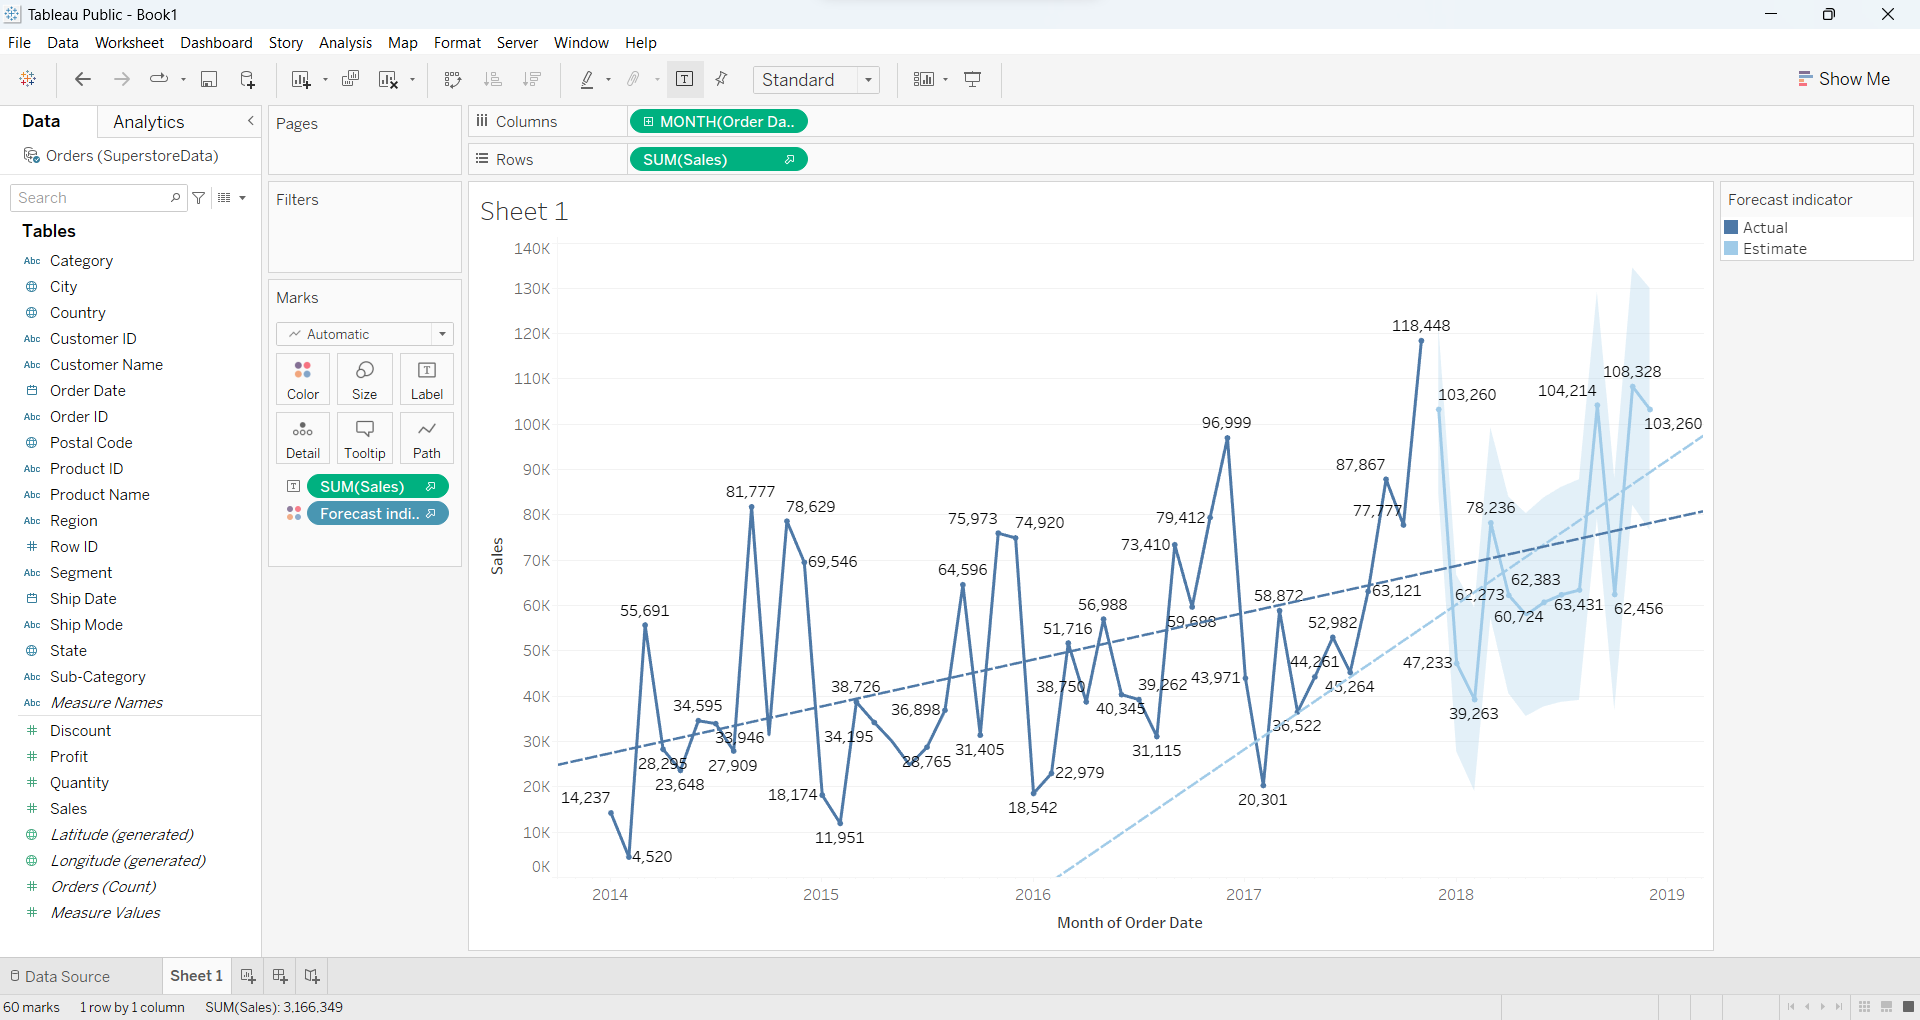 Tableau Public - Book1
File Data Worksheet Dashboard Story Analysis Map Format Server Window Help
Standard
Show Me
Data Analytics
Orders (SuperstoreData)
Search
Tables
Abc Category
City
Country
Abc Customer ID
Abc Customer Name
Order Date
Abc Order ID
Postal Code
Abc Product ID
Abc Product Name
Abc Region
# Row ID
Abc Segment
Ship Date
Abc Ship Mode
State
Abc Sub-Category
Abc Measure Names
# Discount
# Profit
# Quantity
# Sales
Latitude (generated)
Longitude (generated)
# Orders (Count)
# Measure Values
Pages
Filters
Marks
Automatic
Color Size Label
Detail Tooltip Path
SUM(Sales)
Forecast indi..
Columns MONTH(Order Da..
Rows SUM(Sales)
Sheet 1
140K
130K
120K
110K
100K
90K
80K
70K
60K
50K
40K
30K
20K
10K
0K
Sales
14,237
4,520
55,691
28,295
23,648
34,595
33,946
27,909
81,777
78,629
69,546
18,174
11,951
38,726
34,195
28,765
36,898
64,596
31,405
75,973
74,920
18,542
22,979
51,716
38,750
56,988
40,345
39,262
31,115
73,410
59,688
79,412
96,999
43,971
20,301
58,872
36,522
44,261
52,982
45,264
63,121
87,867
77,777
118,448
103,260
47,233
39,263
78,236
62,273
60,724
62,383
63,431
104,214
62,456
108,328
103,260
2014 2015 2016 2017 2018 2019
Month of Order Date
Forecast indicator
Actual
Estimate
Data Source Sheet 1
60 marks 1 row by 1 column SUM(Sales): 3,166,349